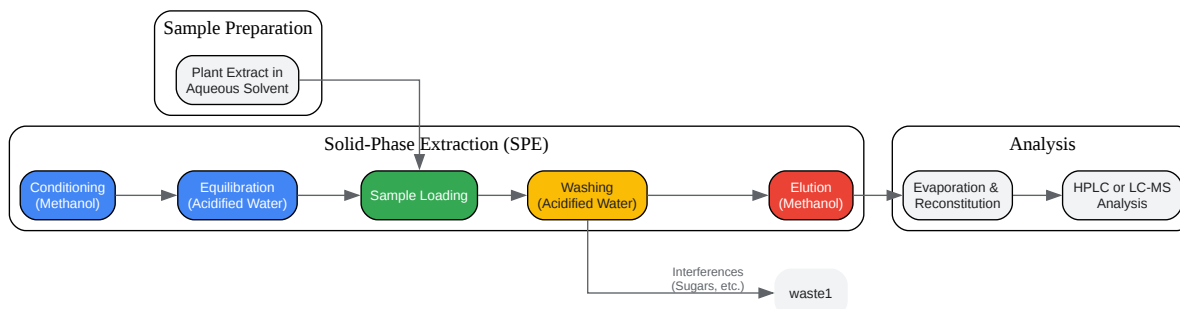 Sample Preparation
Plant Extract in
Aqueous Solvent
Solid-Phase Extraction (SPE)
Conditioning
(Methanol)
Equilibration
(Acidified Water)
Sample Loading
Washing
(Acidified Water)
Elution
(Methanol)
Analysis
Evaporation &
Reconstitution
HPLC or LC-MS
Analysis
Interferences
(Sugars, etc.)
waste1